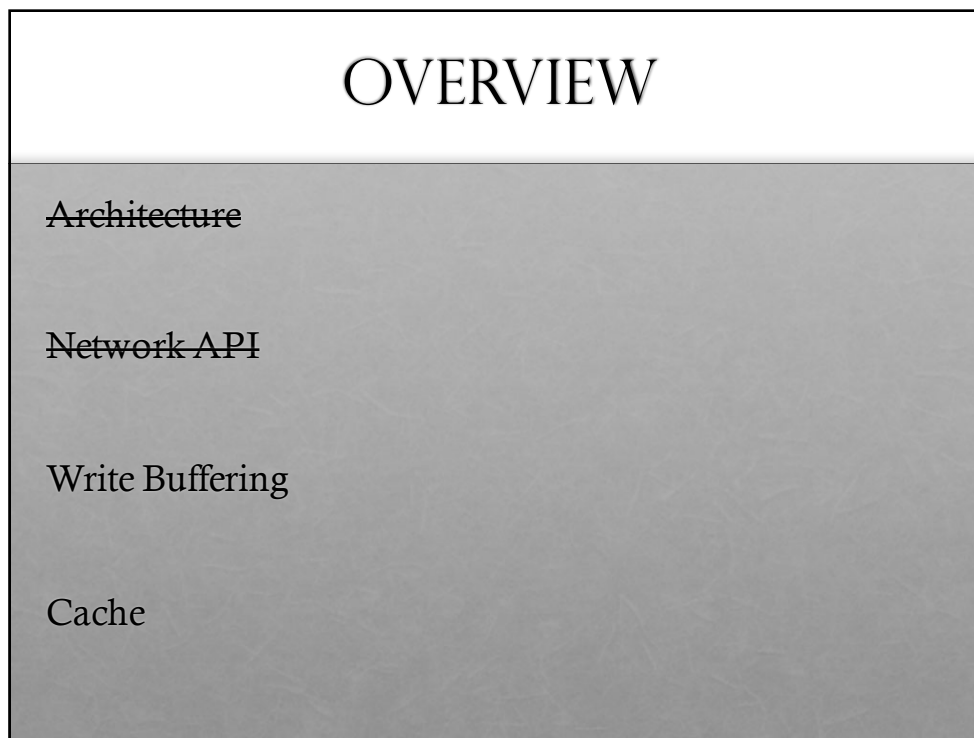 OVERVIEW
Architecture
Network API
Write Buffering
Cache